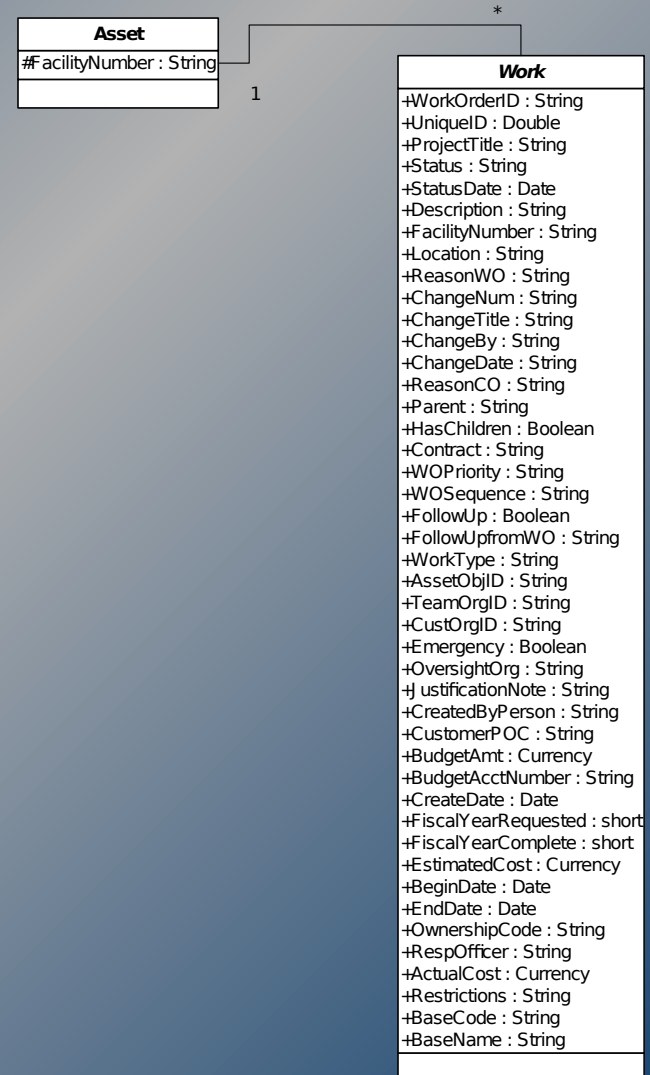 Asset
#FacilityNumber : String
1
*
Work
+WorkOrderID : String
+UniqueID : Double
+ProjectTitle : String
+Status : String
+StatusDate : Date
+Description : String
+FacilityNumber : String
+Location : String
+ReasonWO : String
+ChangeNum : String
+ChangeTitle : String
+ChangeBy : String
+ChangeDate : String
+ReasonCO : String
+Parent : String
+HasChildren : Boolean
+Contract : String
+WOPriority : String
+WOSequence : String
+FollowUp : Boolean
+FollowUpfromWO : String
+WorkType : String
+AssetObjID : String
+TeamOrgID : String
+CustOrgID : String
+Emergency : Boolean
+OversightOrg : String
+JustificationNote : String
+CreatedByPerson : String
+CustomerPOC : String
+BudgetAmt : Currency
+BudgetAcctNumber : String
+CreateDate : Date
+FiscalYearRequested : short
+FiscalYearComplete : short
+EstimatedCost : Currency
+BeginDate : Date
+EndDate : Date
+OwnershipCode : String
+RespOfficer : String
+ActualCost : Currency
+Restrictions : String
+BaseCode : String
+BaseName : String